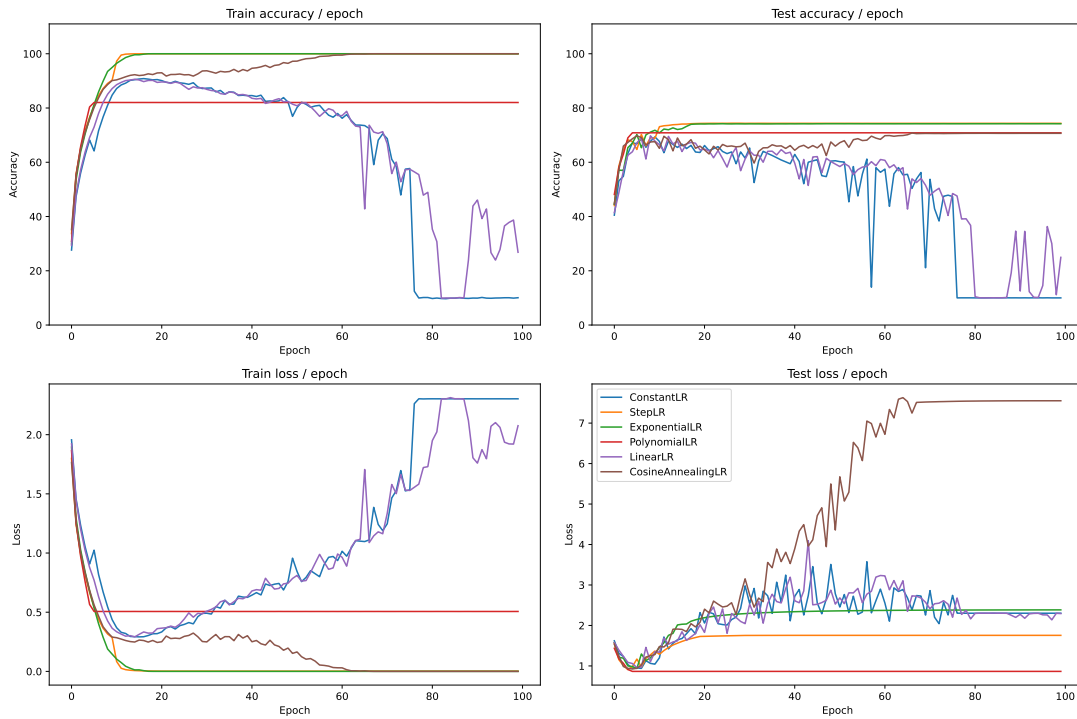 Train accuracy / epoch
100
80
60
40
20
0
Accuracy
0 20 40 60 80 100
Epoch
Test accuracy / epoch
100
80
60
40
20
0
Accuracy
0 20 40 60 80 100
Epoch
Train loss / epoch
2.0
1.5
1.0
0.5
0.0
Loss
0 20 40 60 80 100
Epoch
Test loss / epoch
7
6
5
4
3
2
1
Loss
ConstantLR
StepLR
ExponentialLR
PolynomialLR
LinearLR
CosineAnnealingLR
0 20 40 60 80 100
Epoch